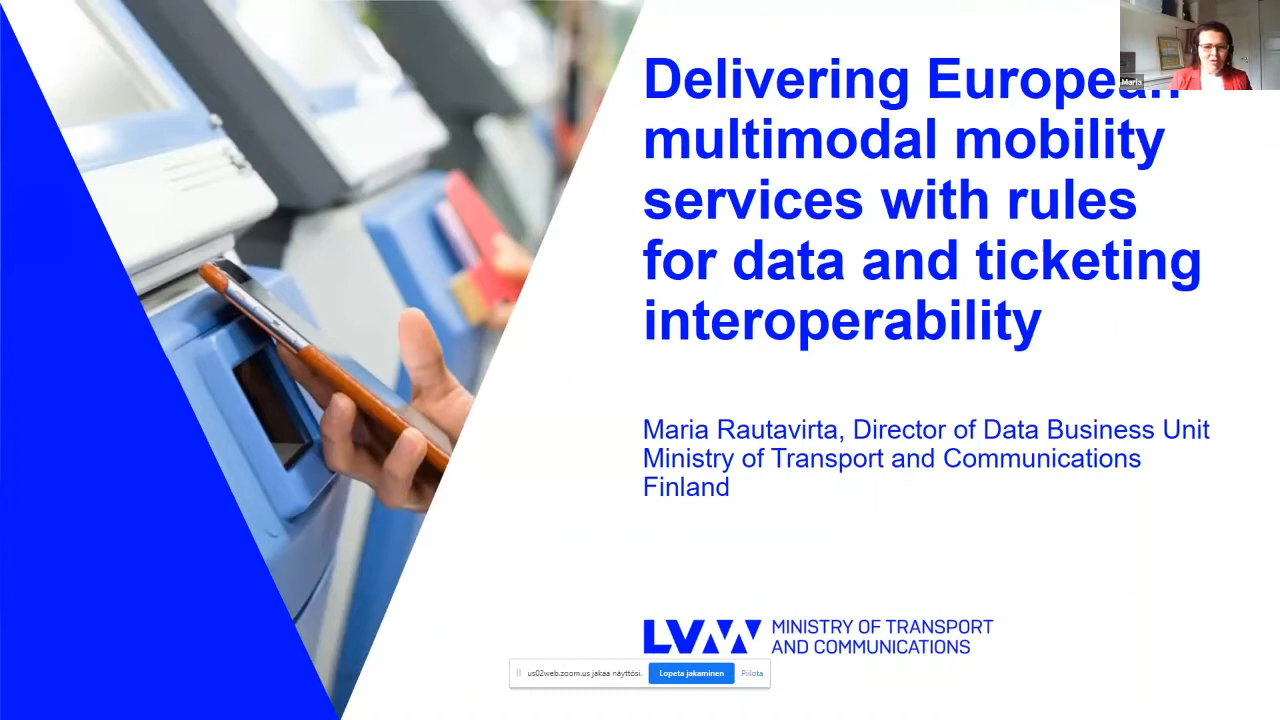 Delivering European
multimodal mobility
services with rules
for data and ticketing
interoperability
Maria
Maria Rautavirta, Director of Data Business Unit
Ministry of Transport and Communications
Finland
LVM MINISTRY OF TRANSPORT
AND COMMUNICATIONS
us02web.zoom.us jakaa näyttösi. Lopeta jakaminen Piilota